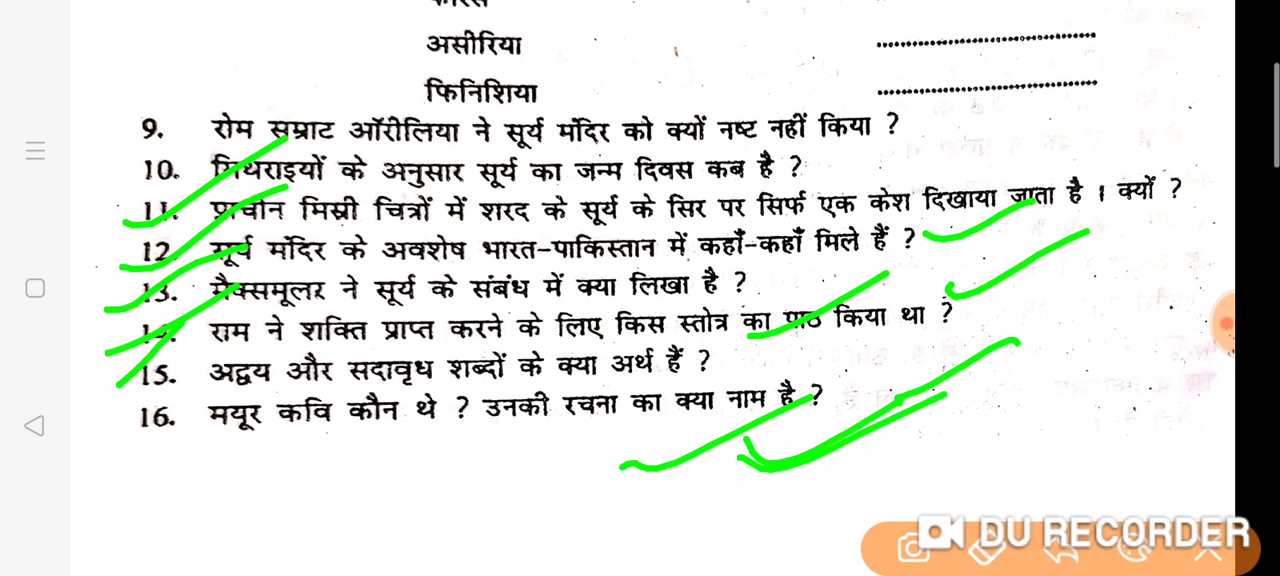 असीरिया ........................................
फिनिशिया ........................................
9. रोम सम्राट ऑरीलिया ने सूर्य मंदिर को क्यों नष्ट नहीं किया ?
10. मिथराइयों के अनुसार सूर्य का जन्म दिवस कब है ?
11. प्राचीन मिस्री चित्रों में शरद के सूर्य के सिर पर सिर्फ एक केश दिखाया जाता है । क्यों ?
12. सूर्य मंदिर के अवशेष भारत-पाकिस्तान में कहाँ-कहाँ मिले हैं ?
13. मैक्समूलर ने सूर्य के संबंध में क्या लिखा है ?
14. राम ने शक्ति प्राप्त करने के लिए किस स्तोत्र का पाठ किया था ?
15. अद्वय और सदावृध शब्दों के क्या अर्थ हैं ?
16. मयूर कवि कौन थे ? उनकी रचना का क्या नाम है ?
DU RECORDER